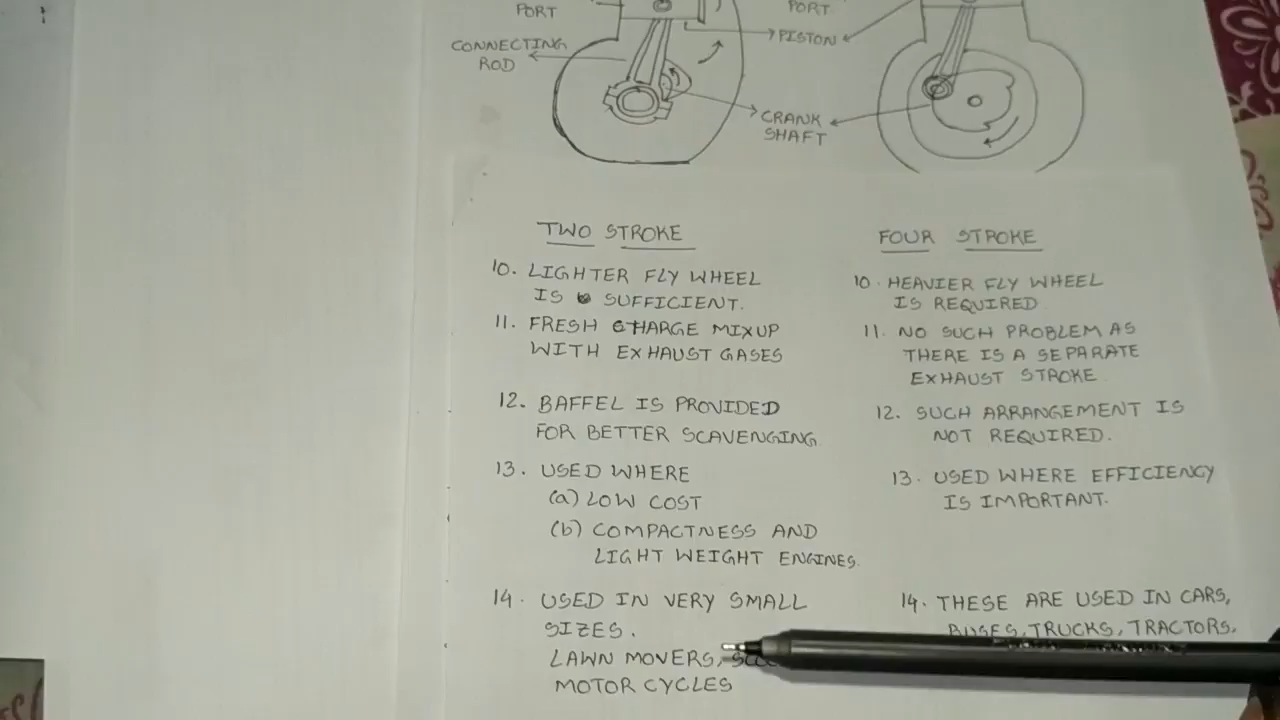 PORT
PORT
PISTON
CONNECTING
ROD
CRANK
SHAFT
TWO STROKE
10. LIGHTER FLY WHEEL
IS SUFFICIENT.
11. FRESH CHARGE MIXUP
WITH EXHAUST GASES
12. BAFFEL IS PROVIDED
FOR BETTER SCAVENGING
13. USED WHERE
(a) LOW COST
(b) COMPACTNESS AND
LIGHT WEIGHT ENGINES.
14. USED IN VERY SMALL
SIZES.
LAWN MOVERS,
MOTOR CYCLES
FOUR STROKE
10. HEAVIER FLY WHEEL
IS REQUIRED
11. NO SUCH PROBLEM AS
THERE IS A SEPARATE
EXHAUST STROKE
12. SUCH ARRANGEMENT IS
NOT REQUIRED.
13. USED WHERE EFFICIENCY
IS IMPORTANT.
14. THESE ARE USED IN CARS,
BUSES, TRUCKS, TRACTORS,